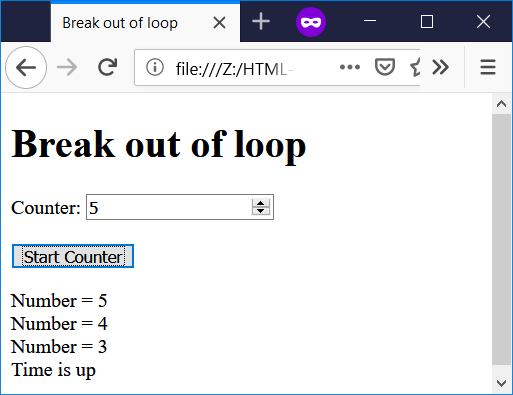 Break out of loop
file:///Z:/HTML-
Break out of loop
Counter: 5
Start Counter
Number = 5
Number = 4
Number = 3
Time is up